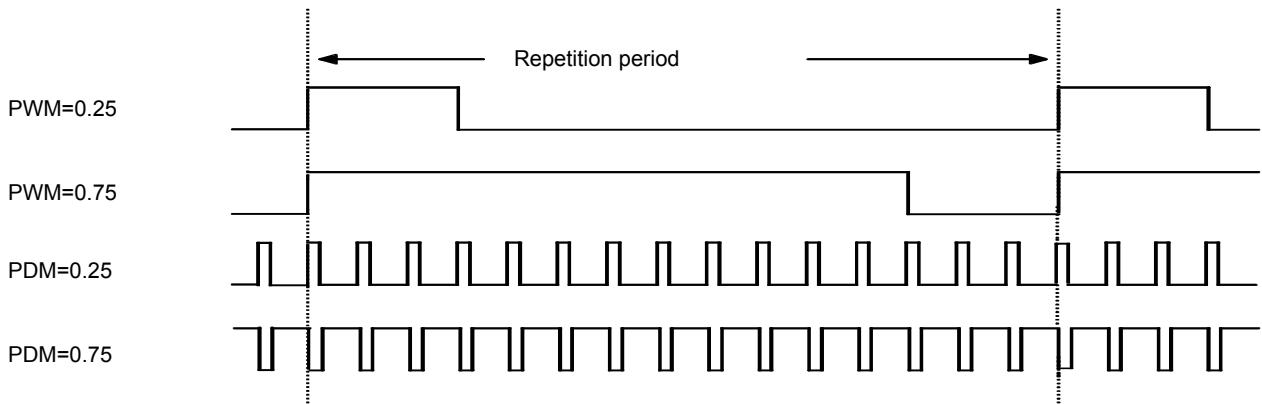 Repetition period
PWM=0.25
PWM=0.75
PDM=0.25
PDM=0.75